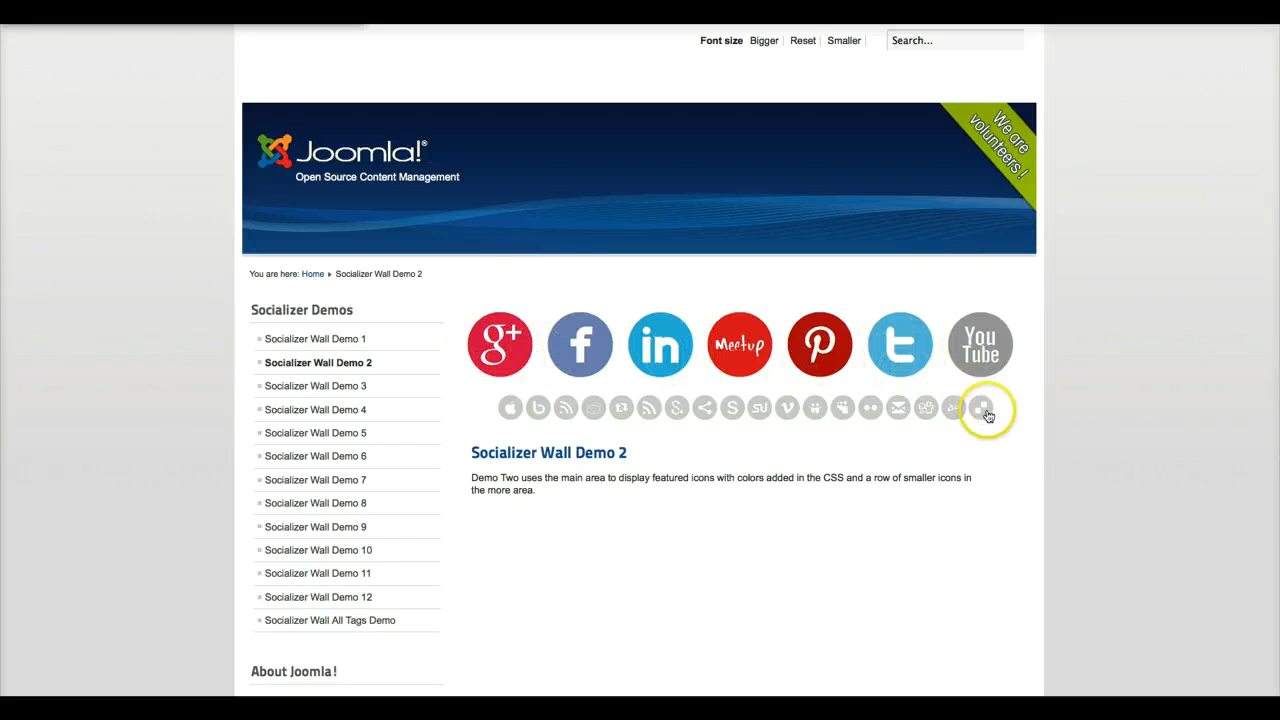 Font size Bigger Reset Smaller Search...
We are
volunteers!
Joomla!®
Open Source Content Management
You are here: Home Socializer Wall Demo 2
Socializer Demos
Socializer Wall Demo 1
Socializer Wall Demo 2
Socializer Wall Demo 3
Socializer Wall Demo 4
Socializer Wall Demo 5
Socializer Wall Demo 6
Socializer Wall Demo 7
Socializer Wall Demo 8
Socializer Wall Demo 9
Socializer Wall Demo 10
Socializer Wall Demo 11
Socializer Wall Demo 12
Socializer Wall All Tags Demo
About Joomla!
g+ f in Meetup P t You
Tube
Socializer Wall Demo 2
Demo Two uses the main area to display featured icons with colors added in the CSS and a row of smaller icons in
the more area.